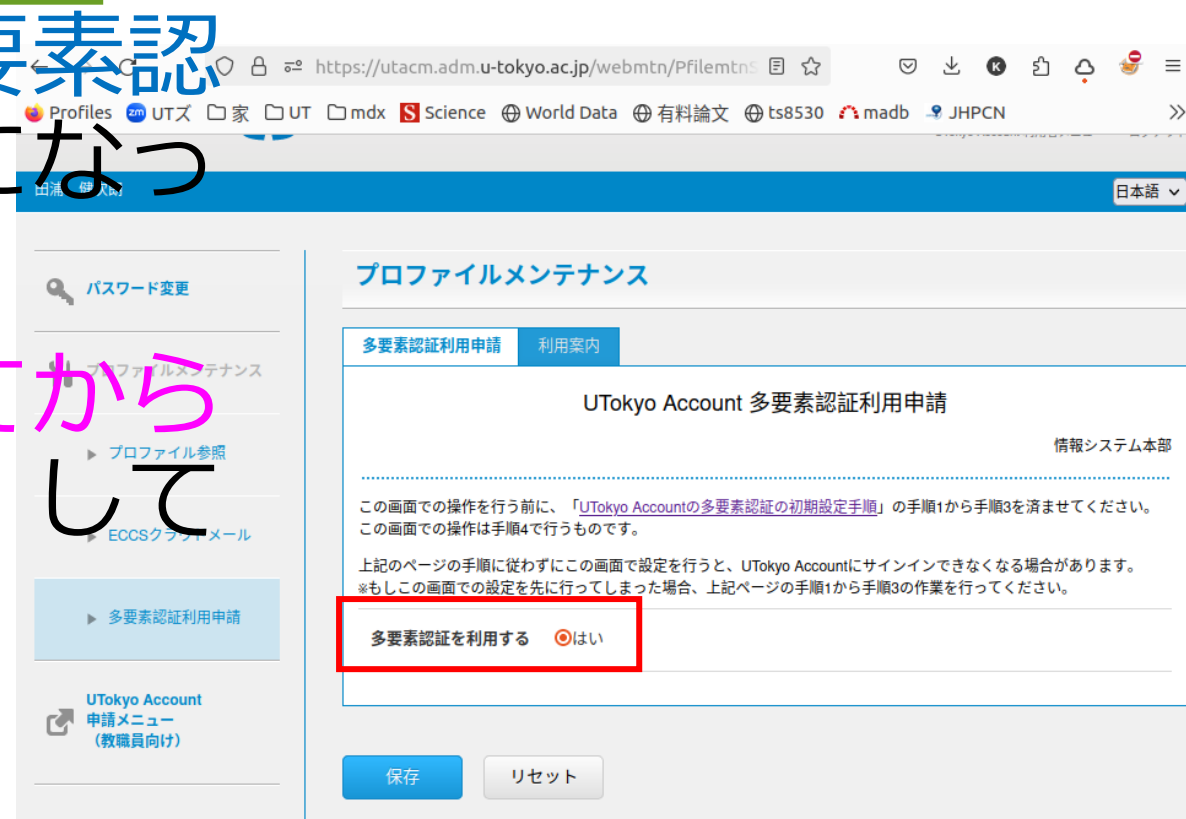 要素認
https://utacm.adm.u-tokyo.ac.jp/webmtn/PfilemtnS
Profiles UTズ 家 UT mdx Science World Data 有料論文 ts8530 madb JHPCN
になっ
日本語
パスワード変更
プロファイルメンテナンス
から
プロファイル参照
して
ECCSクラウドメール
多要素認証利用申請
UTokyo Account
申請メニュー
（教職員向け）
プロファイルメンテナンス
多要素認証利用申請 利用案内
UTokyo Account 多要素認証利用申請
情報システム本部
この画面での操作を行う前に、「UTokyo Accountの多要素認証の初期設定手順」の手順1から手順3を済ませてください。
この画面での操作は手順4で行うものです。
上記のページの手順に従わずにこの画面で設定を行うと、UTokyo Accountにサインインできなくなる場合があります。
※もしこの画面での設定を先に行ってしまった場合、上記ページの手順1から手順3の作業を行ってください。
多要素認証を利用する はい
保存 リセット